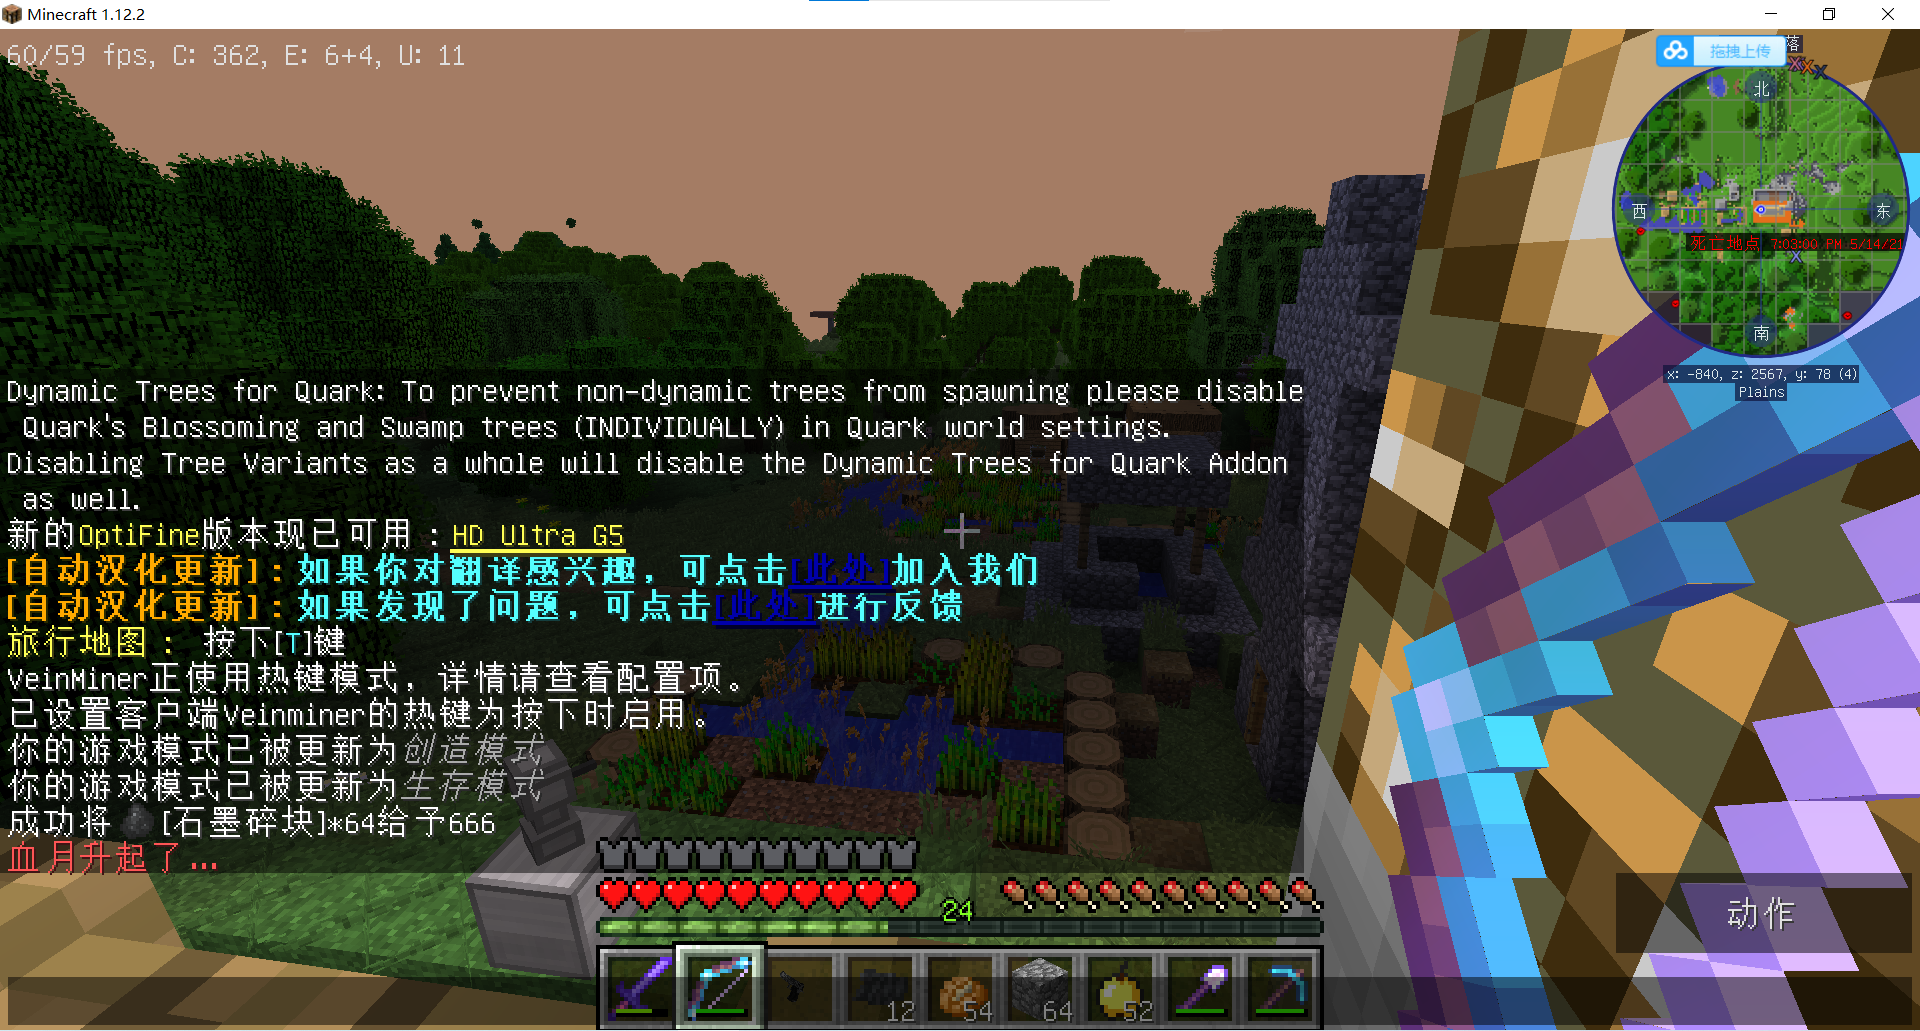 Minecraft 1.12.2
60/59 fps, C: 362, E: 6+4, U: 11
拖拽上传
落
北
西
东
死亡地点 7:03:00 PM 5/14/21
南
x: -840, z: 2567, y: 78 (4)
Plains
Dynamic Trees for Quark: To prevent non-dynamic trees from spawning please disable
Quark's Blossoming and Swamp trees (INDIVIDUALLY) in Quark world settings.
Disabling Tree Variants as a whole will disable the Dynamic Trees for Quark Addon
as well.
新的OptiFine版本现已可用：HD Ultra G5
[自动汉化更新]：如果你对翻译感兴趣，可点击[此处]加入我们
[自动汉化更新]：如果发现了问题，可点击[此处]进行反馈
旅行地图： 按下[T]键
VeinMiner正使用热键模式，详情请查看配置项。
已设置客户端Veinminer的热键为按下时启用。
你的游戏模式已被更新为创造模式
你的游戏模式已被更新为生存模式
成功将 [石墨碎块]*64给予666
血月升起了...
24
动作
12
54
64
52